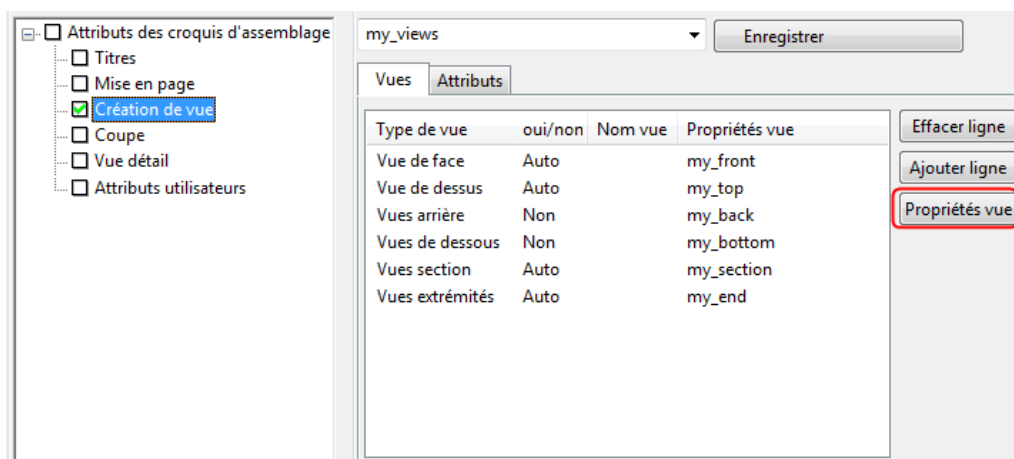 Attributs des croquis d'assemblage
Titres
Mise en page
Création de vue
Coupe
Vue détail
Attributs utilisateurs
my_views
Enregistrer
Vues Attributs
Type de vue oui/non Nom vue Propriétés vue
Vue de face Auto my_front
Vue de dessus Auto my_top
Vues arrière Non my_back
Vues de dessous Non my_bottom
Vues section Auto my_section
Vues extrémités Auto my_end
Effacer ligne
Ajouter ligne
Propriétés vue